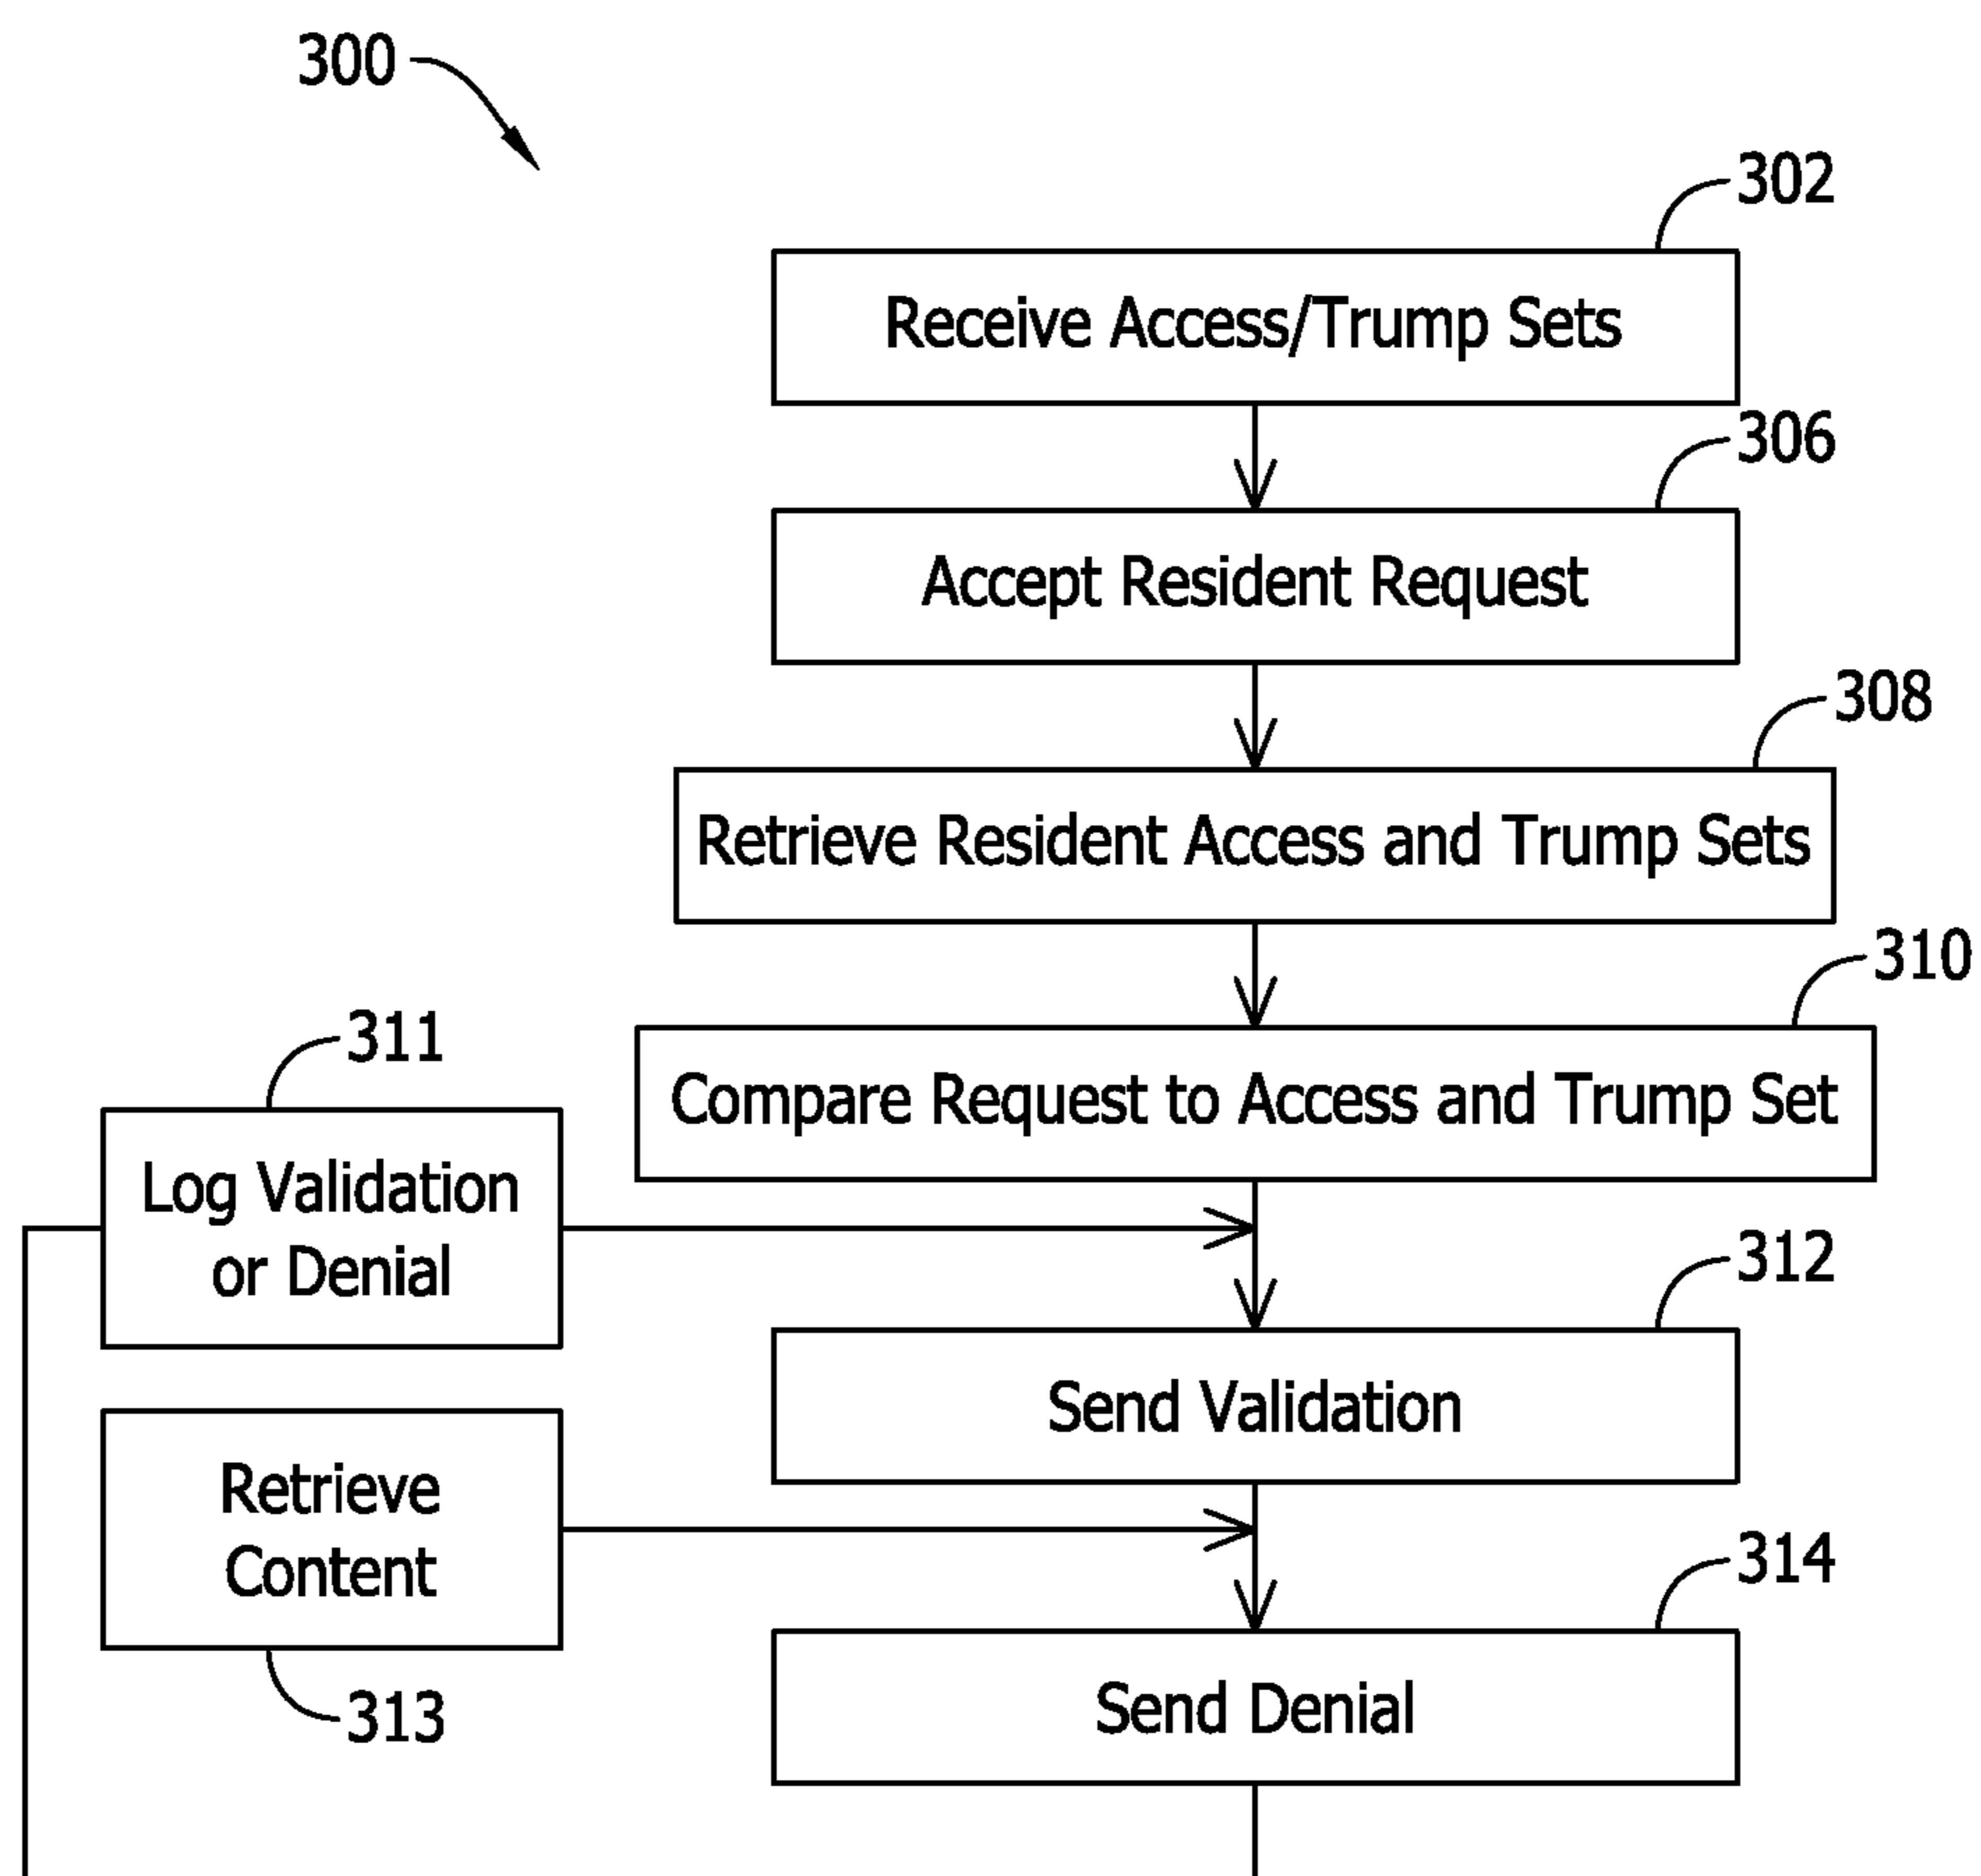 300
302
Receive Access/Trump Sets
306
Accept Resident Request
308
Retrieve Resident Access and Trump Sets
310
Compare Request to Access and Trump Set
311
Log Validation
or Denial
312
Send Validation
Retrieve
Content
313
314
Send Denial